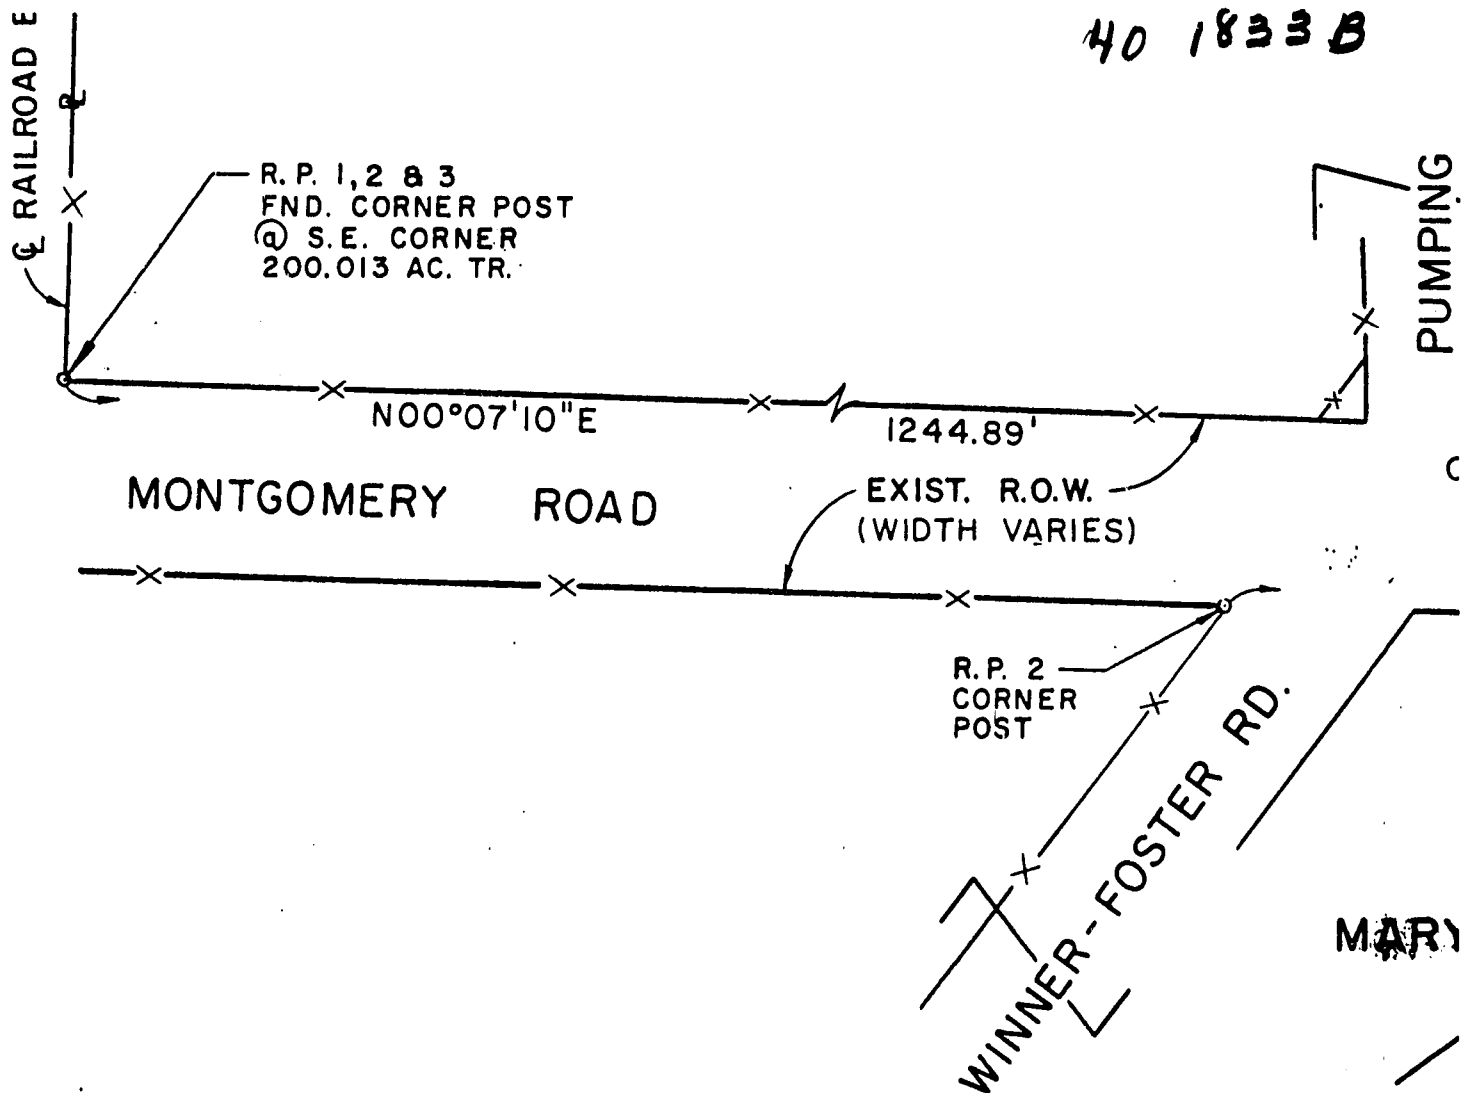 40 1833 B
℄ RAILROAD E
R.P. 1,2 & 3
FND. CORNER POST
@ S.E. CORNER
200.013 AC. TR.
PUMPING
N00°07'10"E
1244.89'
MONTGOMERY ROAD
EXIST. R.O.W.
(WIDTH VARIES)
R.P. 2
CORNER
POST
WINNER-FOSTER RD.
MARY